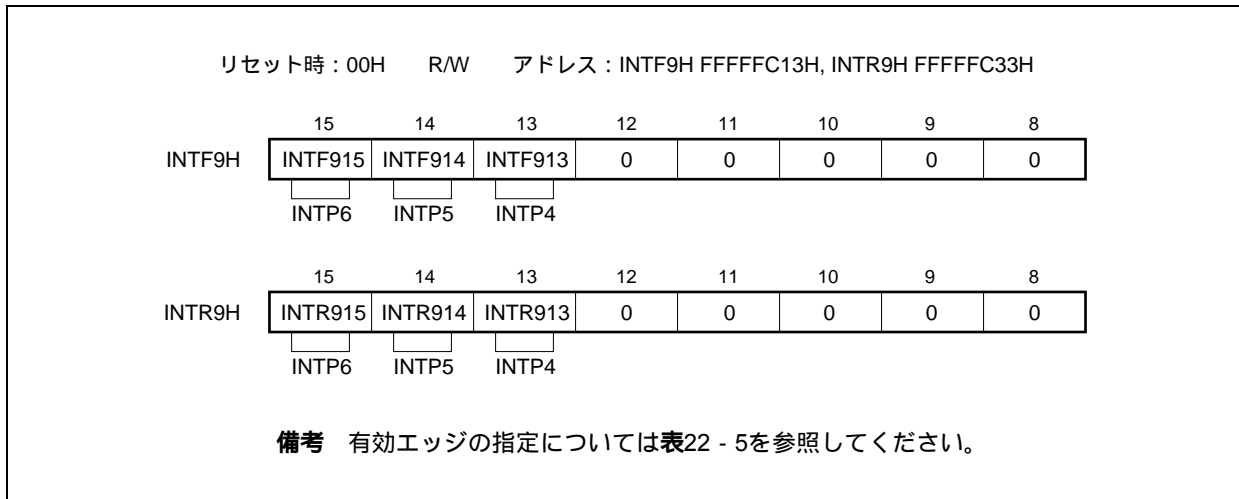 リセット時：00H　R/W　アドレス：INTF9H FFFFFC13H, INTR9H FFFFFC33H
15 14 13 12 11 10 9 8
INTF9H INTF915 INTF914 INTF913 0 0 0 0 0
INTP6 INTP5 INTP4
15 14 13 12 11 10 9 8
INTR9H INTR915 INTR914 INTR913 0 0 0 0 0
INTP6 INTP5 INTP4
備考　有効エッジの指定については表22 - 5を参照してください。